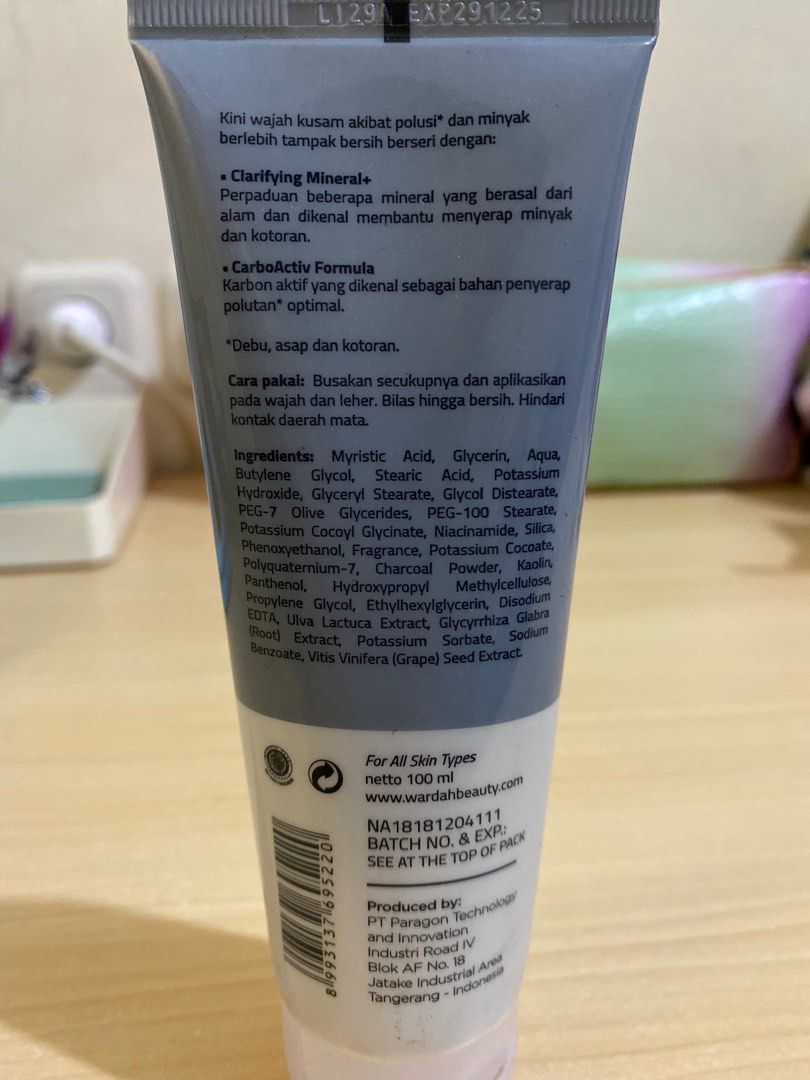 L129A EXP291225
Kini wajah kusam akibat polusi* dan minyak
berlebih tampak bersih berseri dengan:
▪ Clarifying Mineral+
Perpaduan beberapa mineral yang berasal dari
alam dan dikenal membantu menyerap minyak
dan kotoran.
▪ CarboActiv Formula
Karbon aktif yang dikenal sebagai bahan penyerap
polutan* optimal.
*Debu, asap dan kotoran.
Cara pakai: Busakan secukupnya dan aplikasikan
pada wajah dan leher. Bilas hingga bersih. Hindari
kontak daerah mata.
Ingredients: Myristic Acid, Glycerin, Aqua,
Butylene Glycol, Stearic Acid, Potassium
Hydroxide, Glyceryl Stearate, Glycol Distearate,
PEG-7 Olive Glycerides, PEG-100 Stearate,
Potassium Cocoyl Glycinate, Niacinamide, Silica,
Phenoxyethanol, Fragrance, Potassium Cocoate,
Polyquaternium-7, Charcoal Powder, Kaolin,
Panthenol, Hydroxypropyl Methylcellulose,
Propylene Glycol, Ethylhexylglycerin, Disodium
EDTA, Ulva Lactuca Extract, Glycyrrhiza Glabra
(Root) Extract, Potassium Sorbate, Sodium
Benzoate, Vitis Vinifera (Grape) Seed Extract.
For All Skin Types
netto 100 ml
www.wardahbeauty.com
NA18181204111
BATCH NO. & EXP.:
SEE AT THE TOP OF PACK
Produced by:
PT Paragon Technology
and Innovation
Industri Road IV
Blok AF No. 18
Jatake Industrial Area
Tangerang - Indonesia
8 993137 695220